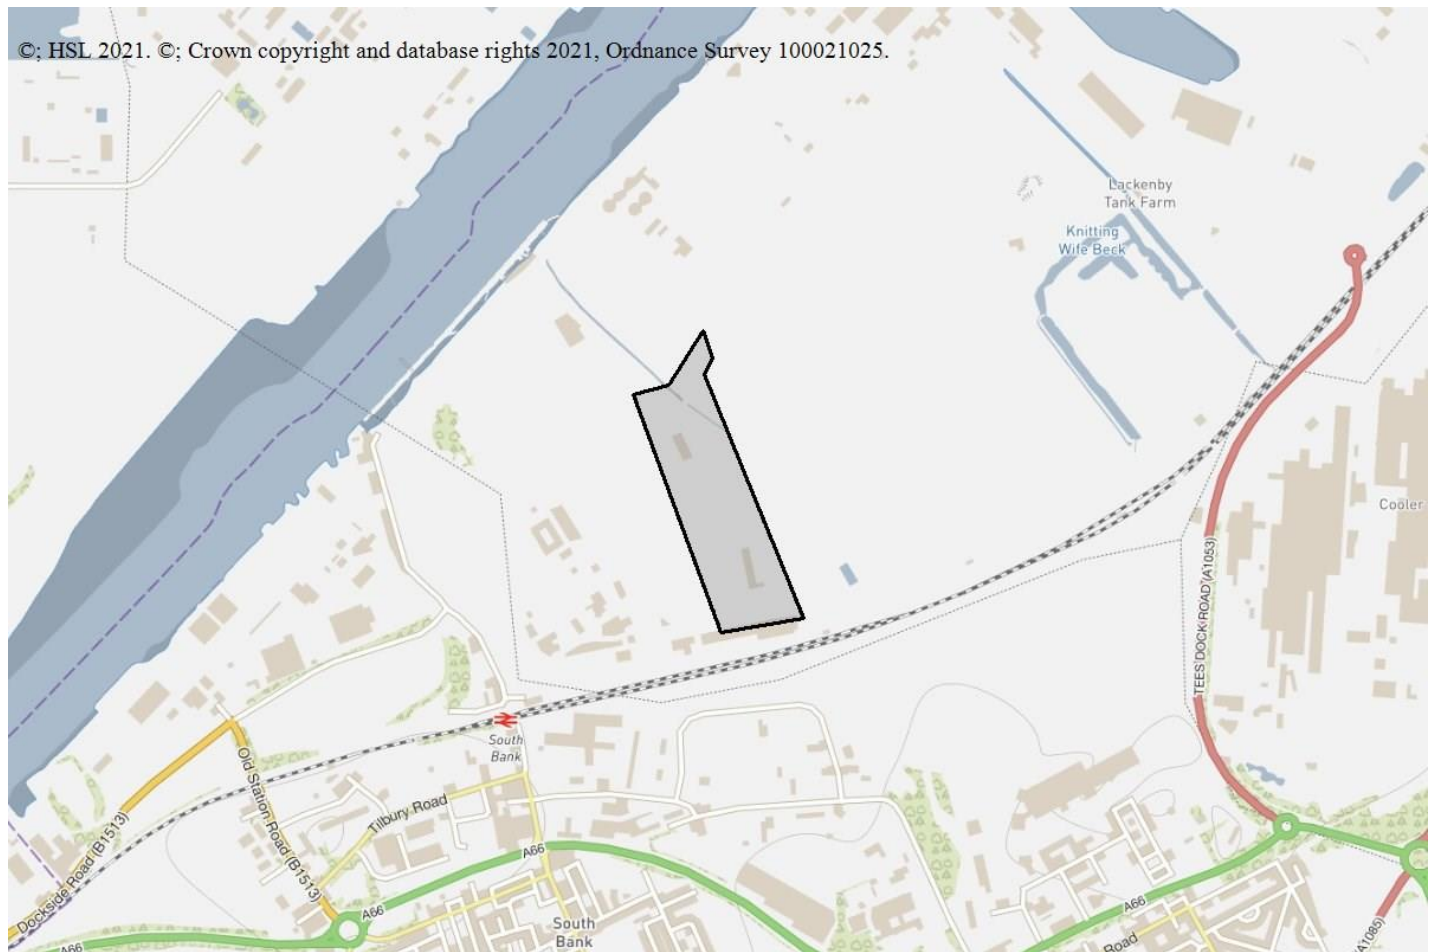 ©; HSL 2021. ©; Crown copyright and database rights 2021, Ordnance Survey 100021025.
Lackenby
Tank Farm
Knitting
Wife Beck
Cooler
TEES DOCK ROAD (A1053)
South
Bank
Old Station Road (B1513)
Tilbury Road
Dockside Road (B1513)
A66
A66
A66
A66
South
Bank
Road
(A1085)